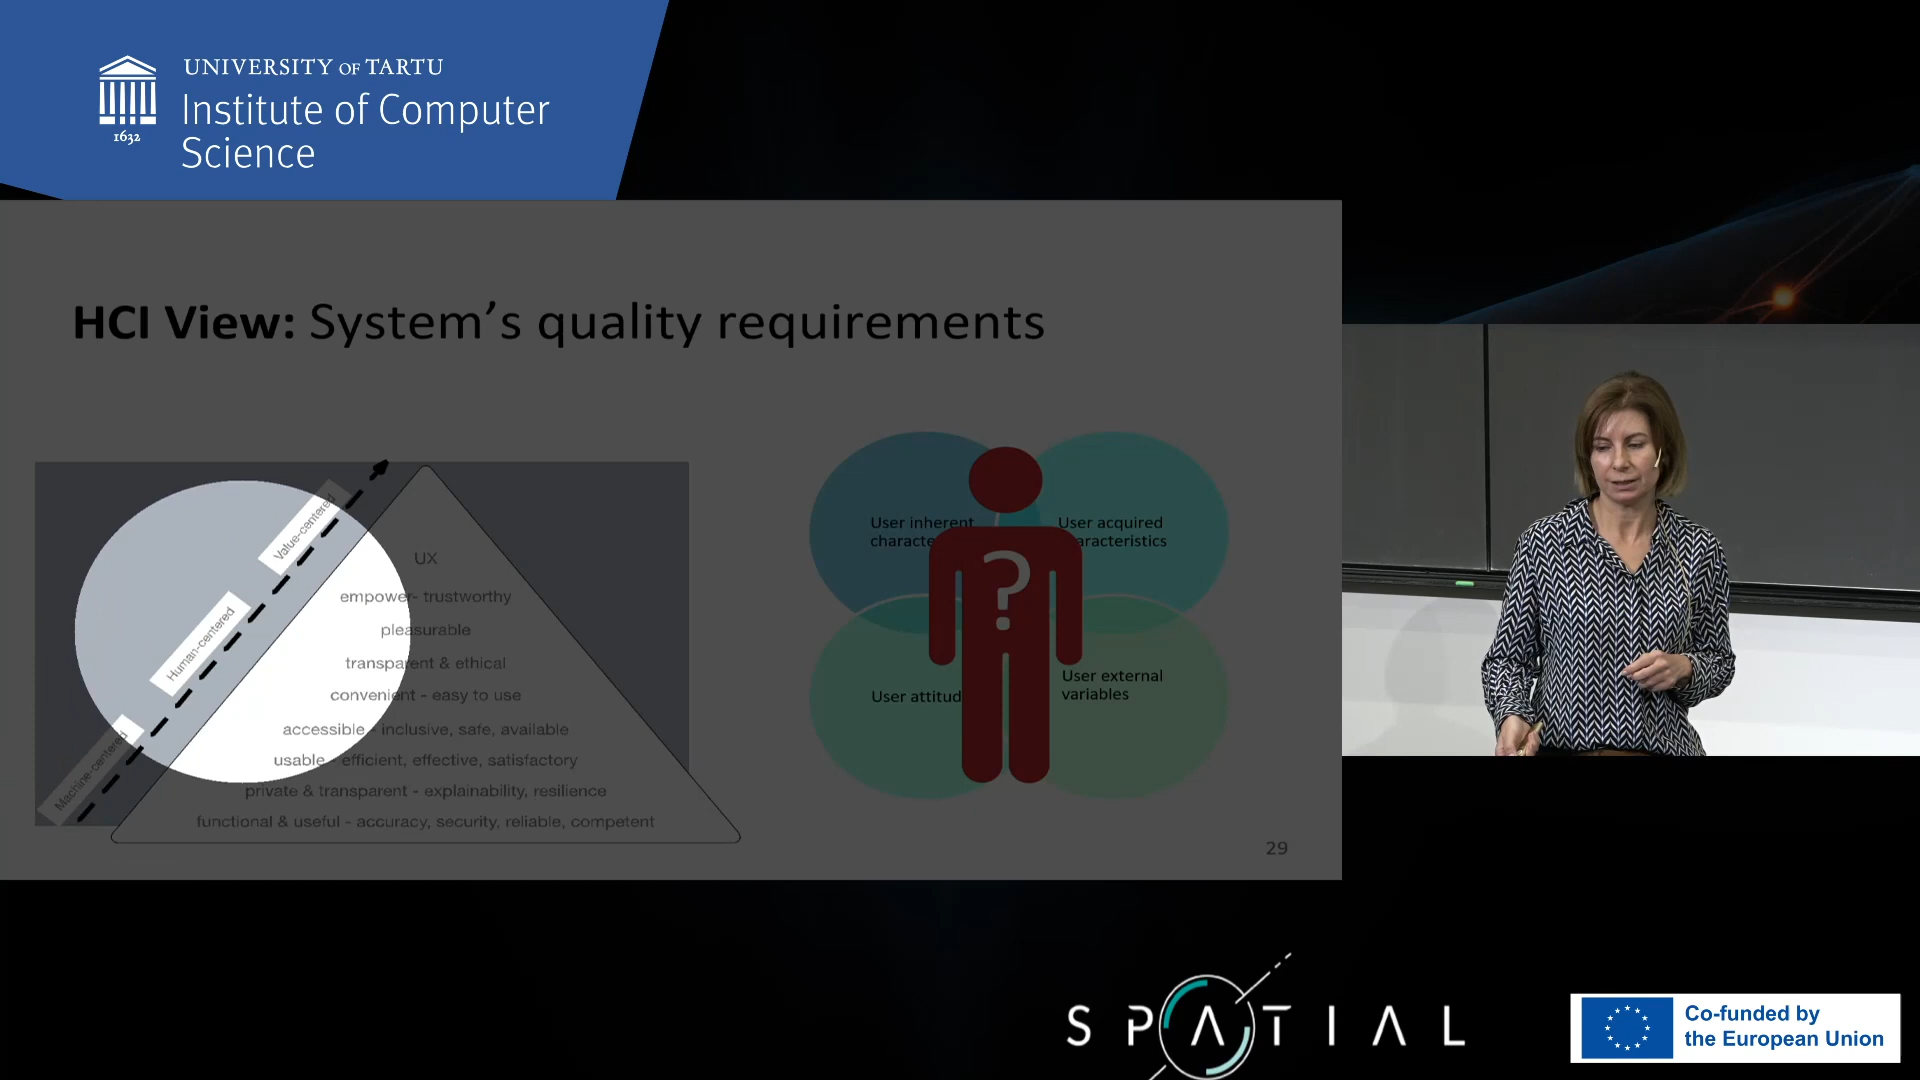 UNIVERSITY OF TARTU
Institute of Computer
Science
1632
HCI View: System's quality requirements
Value-centered
Human-centered
Machine-centered
UX
empower- trustworthy
pleasurable
transparent & ethical
convenient - easy to use
accessible - inclusive, safe, available
usable - efficient, effective, satisfactory
private & transparent - explainability, resilience
functional & useful - accuracy, security, reliable, competent
User inherent
characte
User acquired
aracteristics
?
User attitud
User external
variables
29
SPATIAL
Co-funded by
the European Union